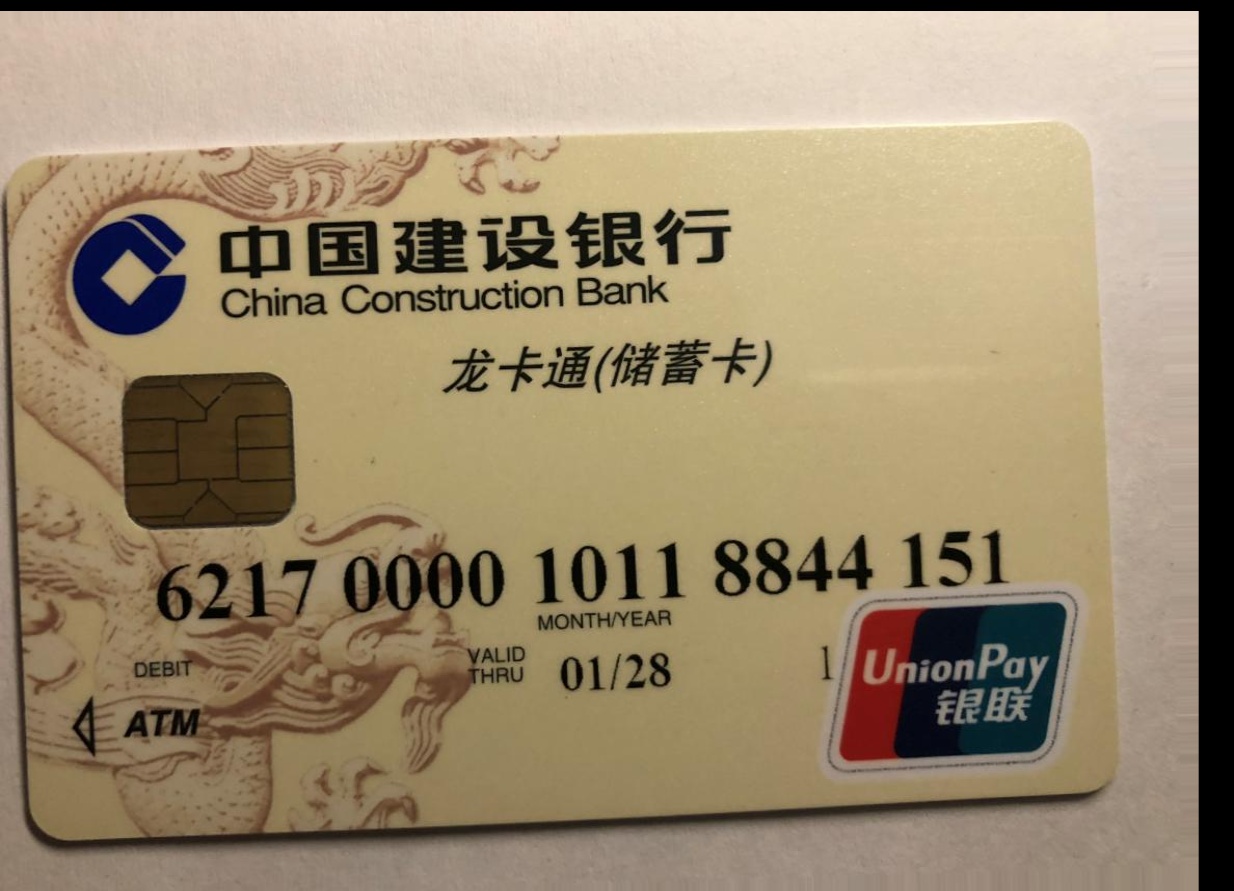 中国建设银行
China Construction Bank
龙卡通(储蓄卡)
6217 0000 1011 8844 151
MONTH/YEAR
DEBIT
VALID
THRU
01/28
1
ATM
UnionPay
银联